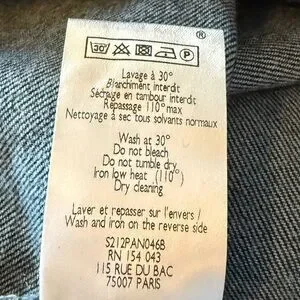 ®
30° P
Lavage à 30°
Blanchiment interdit
Séchage en tambour interdit
Repassage 110° max
Nettoyage à sec tous solvants normaux
Wash at 30°
Do not bleach
Do not tumble dry
Iron low heat (110°)
Dry cleaning
Laver et repasser sur l'envers /
Wash and iron on the reverse side
S212PAN046B
RN 154 043
115 RUE DU BAC
75007 PARIS